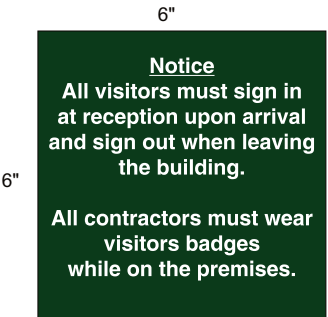 6"
Notice
All visitors must sign in
at reception upon arrival
and sign out when leaving
the building.
6"
All contractors must wear
visitors badges
while on the premises.